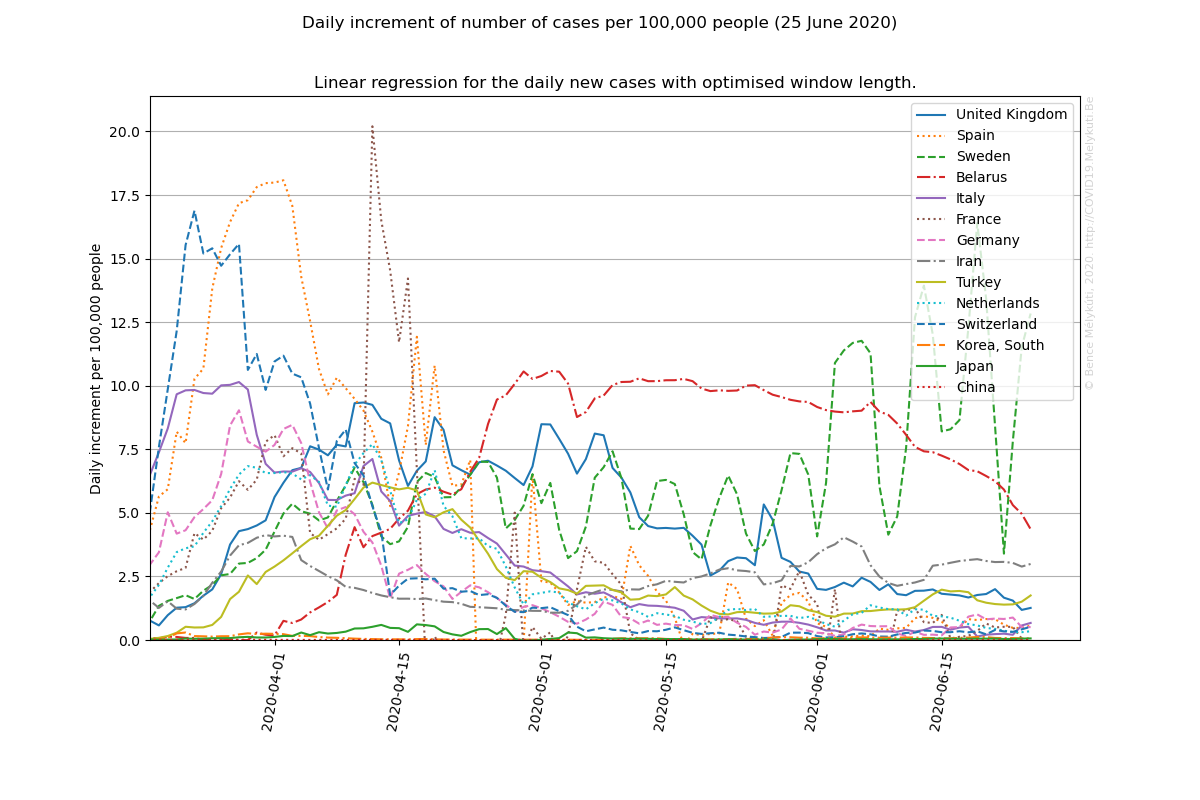 Daily increment of number of cases per 100,000 people (25 June 2020)
Linear regression for the daily new cases with optimised window length.
Daily increment per 100,000 people
20.0
17.5
15.0
12.5
10.0
7.5
5.0
2.5
0.0
2020-04-01
2020-04-15
2020-05-01
2020-05-15
2020-06-01
2020-06-15
United Kingdom
Spain
Sweden
Belarus
Italy
France
Germany
Iran
Turkey
Netherlands
Switzerland
Korea, South
Japan
China
© Bence Mélykúti, 2020. http://COVID19.Melykuti.Be